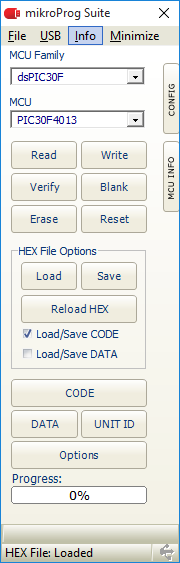 mikroProg Suite
File USB Info Minimize
MCU Family
dsPIC30F
MCU
PIC30F4013
CONFIG
MCU INFO
Read Write
Verify Blank
Erase Reset
HEX File Options
Load Save
Reload HEX
Load/Save CODE
Load/Save DATA
CODE
DATA UNIT ID
Options
Progress:
0%
HEX File: Loaded